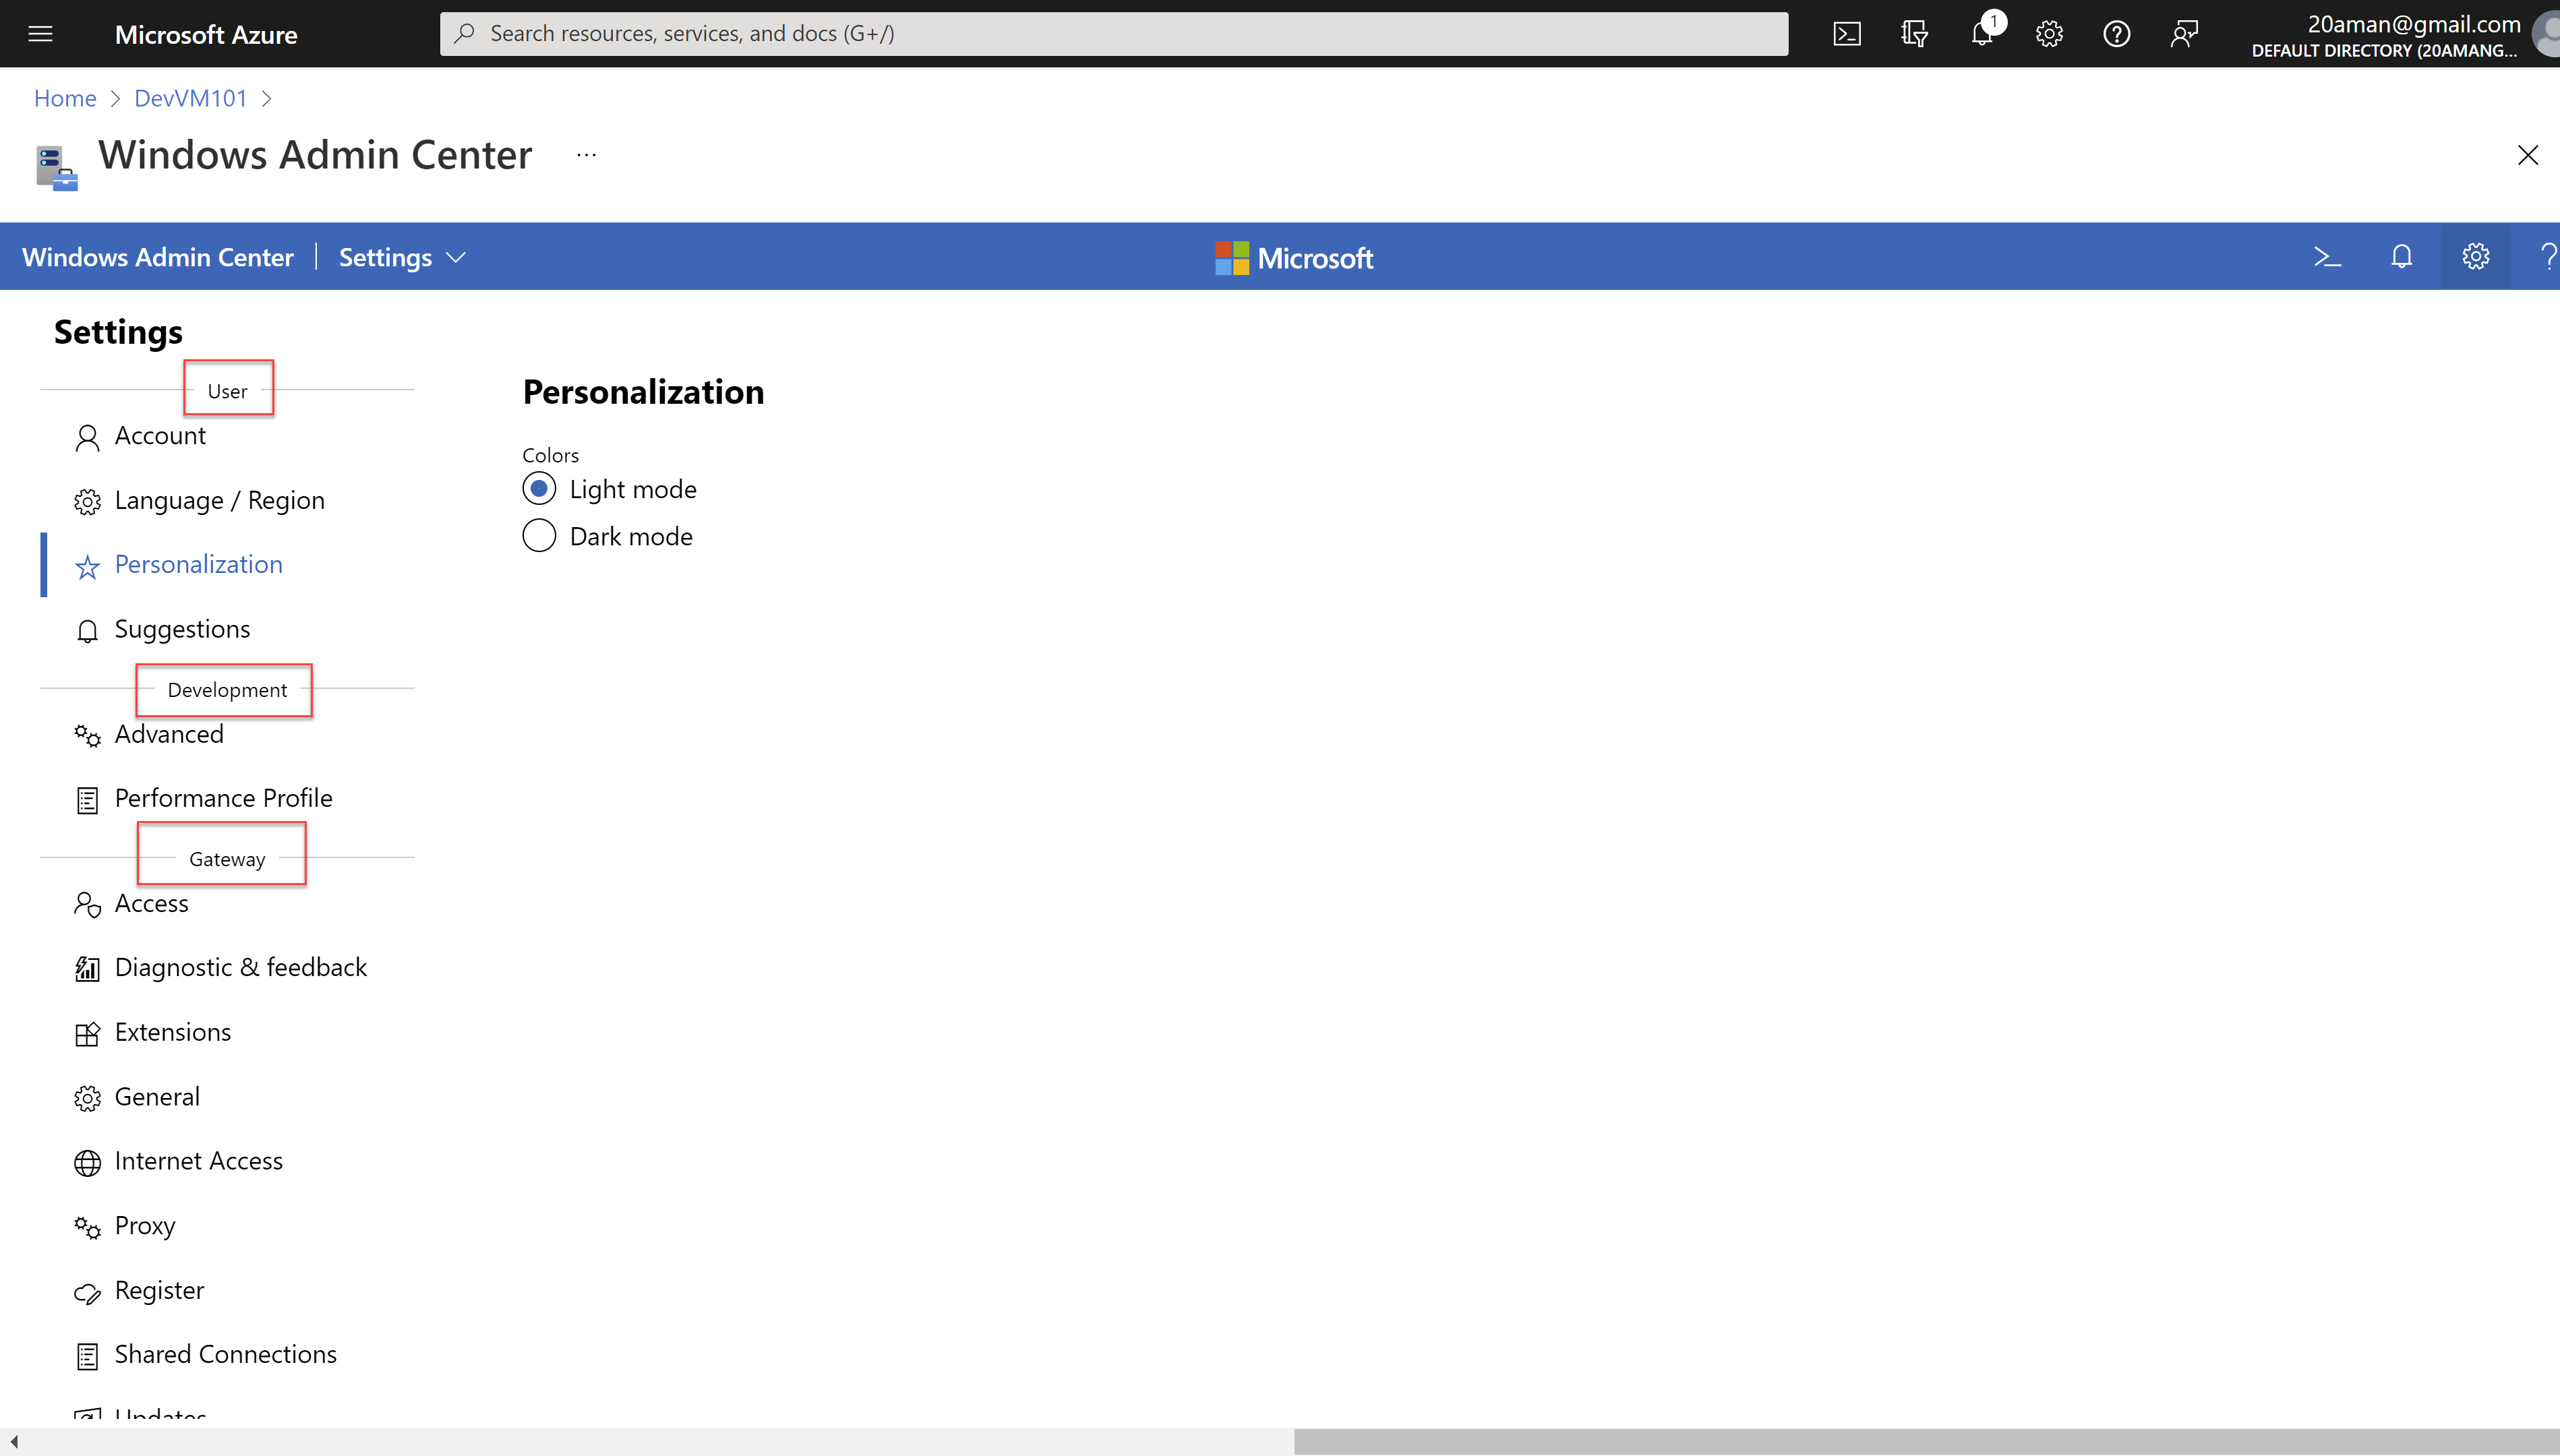 Microsoft Azure
Search resources, services, and docs (G+/)
1
20aman@gmail.com
DEFAULT DIRECTORY (20AMANG...
Home > DevVM101 >
Windows Admin Center ...
Windows Admin Center | Settings
Microsoft
Settings
User
Account
Language / Region
Personalization
Suggestions
Development
Advanced
Performance Profile
Gateway
Access
Diagnostic & feedback
Extensions
General
Internet Access
Proxy
Register
Shared Connections
Updates
Personalization
Colors
Light mode
Dark mode